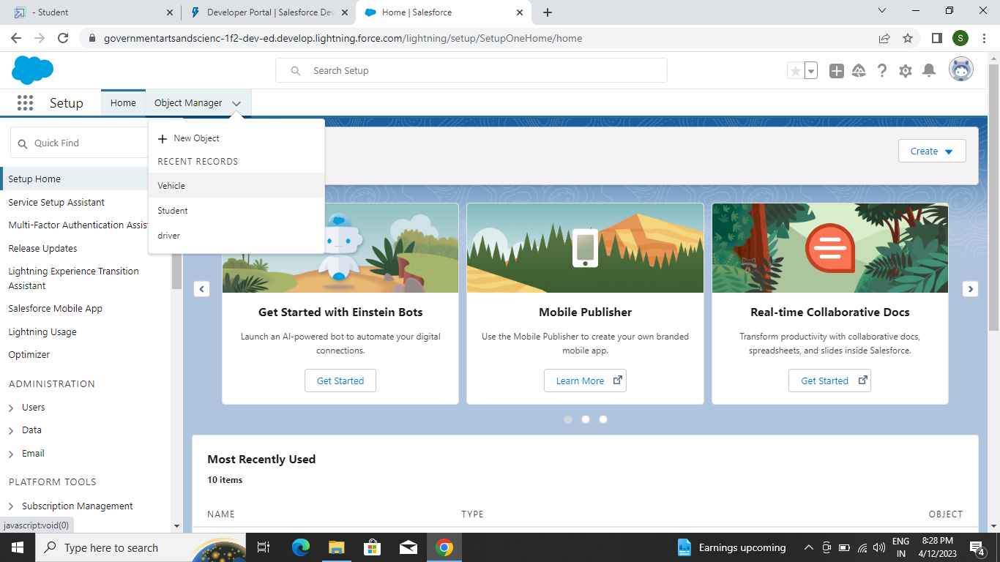 - Student
Developer Portal | Salesforce Dev
Home | Salesforce
governmentartsandscienc-1f2-dev-ed.develop.lightning.force.com/lightning/setup/SetupOneHome/home
S
Search Setup
Setup
Home
Object Manager
New Object
RECENT RECORDS
Vehicle
Student
driver
Quick Find
Setup Home
Service Setup Assistant
Multi-Factor Authentication Assis
Release Updates
Lightning Experience Transition
Assistant
Salesforce Mobile App
Lightning Usage
Optimizer
ADMINISTRATION
Users
Data
Email
PLATFORM TOOLS
Subscription Management
javascript:void(0)
Create
Get Started with Einstein Bots
Launch an AI-powered bot to automate your digital
connections.
Get Started
Mobile Publisher
Use the Mobile Publisher to create your own branded
mobile app.
Learn More
Real-time Collaborative Docs
Transform productivity with collaborative docs,
spreadsheets, and slides inside Salesforce.
Get Started
Most Recently Used
10 items
NAME
TYPE
OBJECT
Type here to search
Earnings upcoming
ENG
IN
8:28 PM
4/12/2023
4